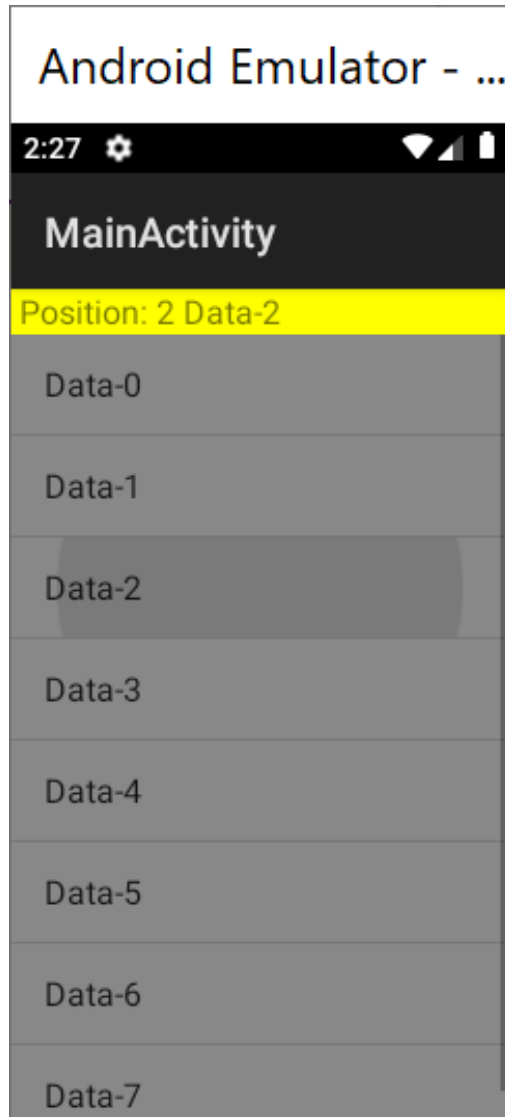 Android Emulator - ...
2:27
MainActivity
Position: 2 Data-2
Data-0
Data-1
Data-2
Data-3
Data-4
Data-5
Data-6
Data-7